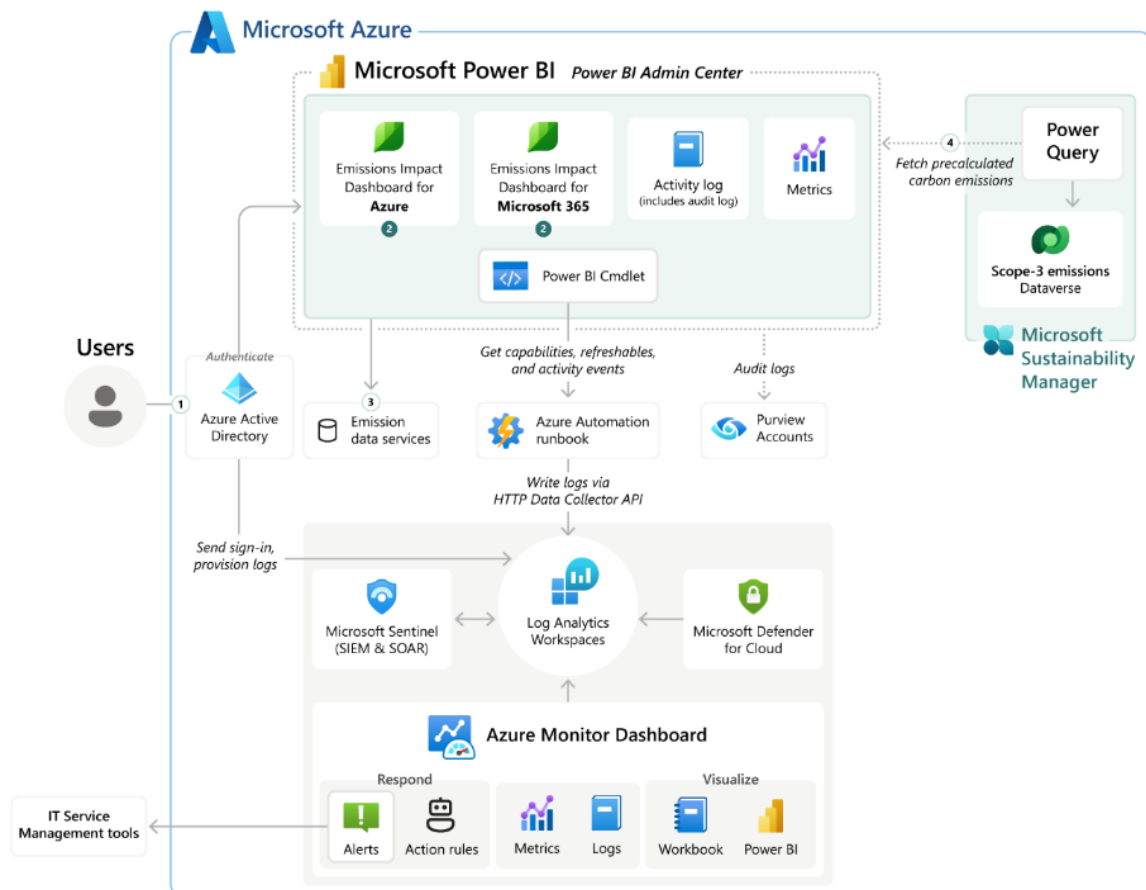 Microsoft Azure
Microsoft Power BI Power BI Admin Center
Emissions Impact
Dashboard for
Azure
2
Emissions Impact
Dashboard for
Microsoft 365
2
Activity log
(includes audit log)
Metrics
Power BI Cmdlet
4
Fetch precalculated
carbon emissions
Power
Query
Scope-3 emissions
Dataverse
Microsoft
Sustainability
Manager
Users
1
Authenticate
Azure Active
Directory
3
Emission
data services
Get capabilities, refreshables,
and activity events
Azure Automation
runbook
Audit logs
Purview
Accounts
Write logs via
HTTP Data Collector API
Send sign-in,
provision logs
Microsoft Sentinel
(SIEM & SOAR)
Log Analytics
Workspaces
Microsoft Defender
for Cloud
Azure Monitor Dashboard
Respond
Alerts
Action rules
Metrics
Logs
Visualize
Workbook
Power BI
IT Service
Management tools